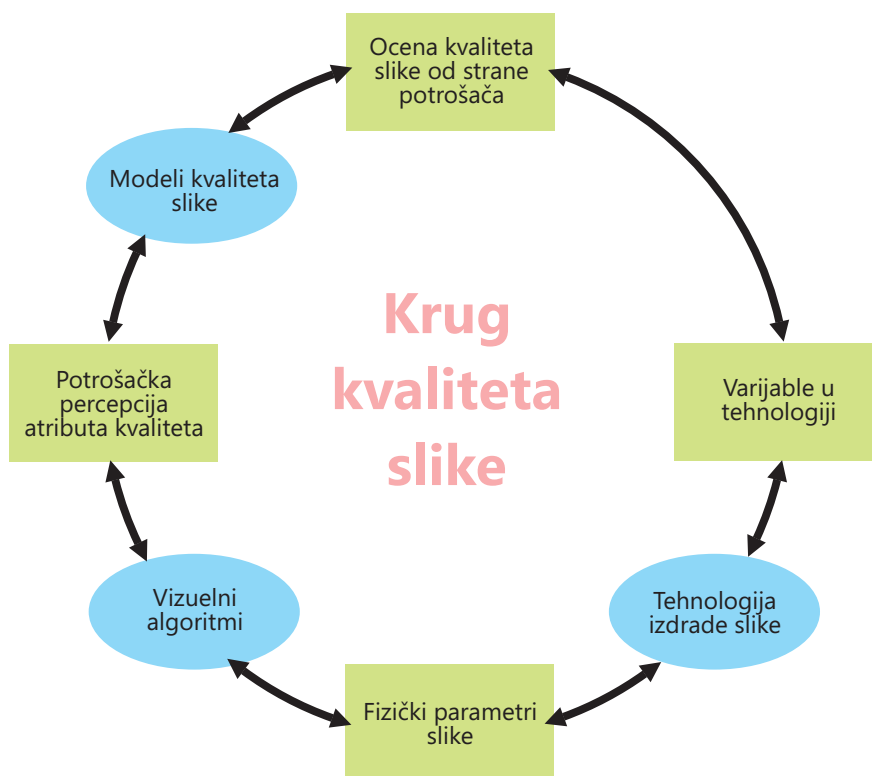 Ocena kvaliteta
slike od strane
potrošača
Modeli kvaliteta
slike
Krug
kvaliteta
slike
Potrošačka
percepcija
atributa kvaliteta
Varijable u
tehnologiji
Vizuelni
algoritmi
Tehnologija
izdrade slike
Fizički parametri
slike